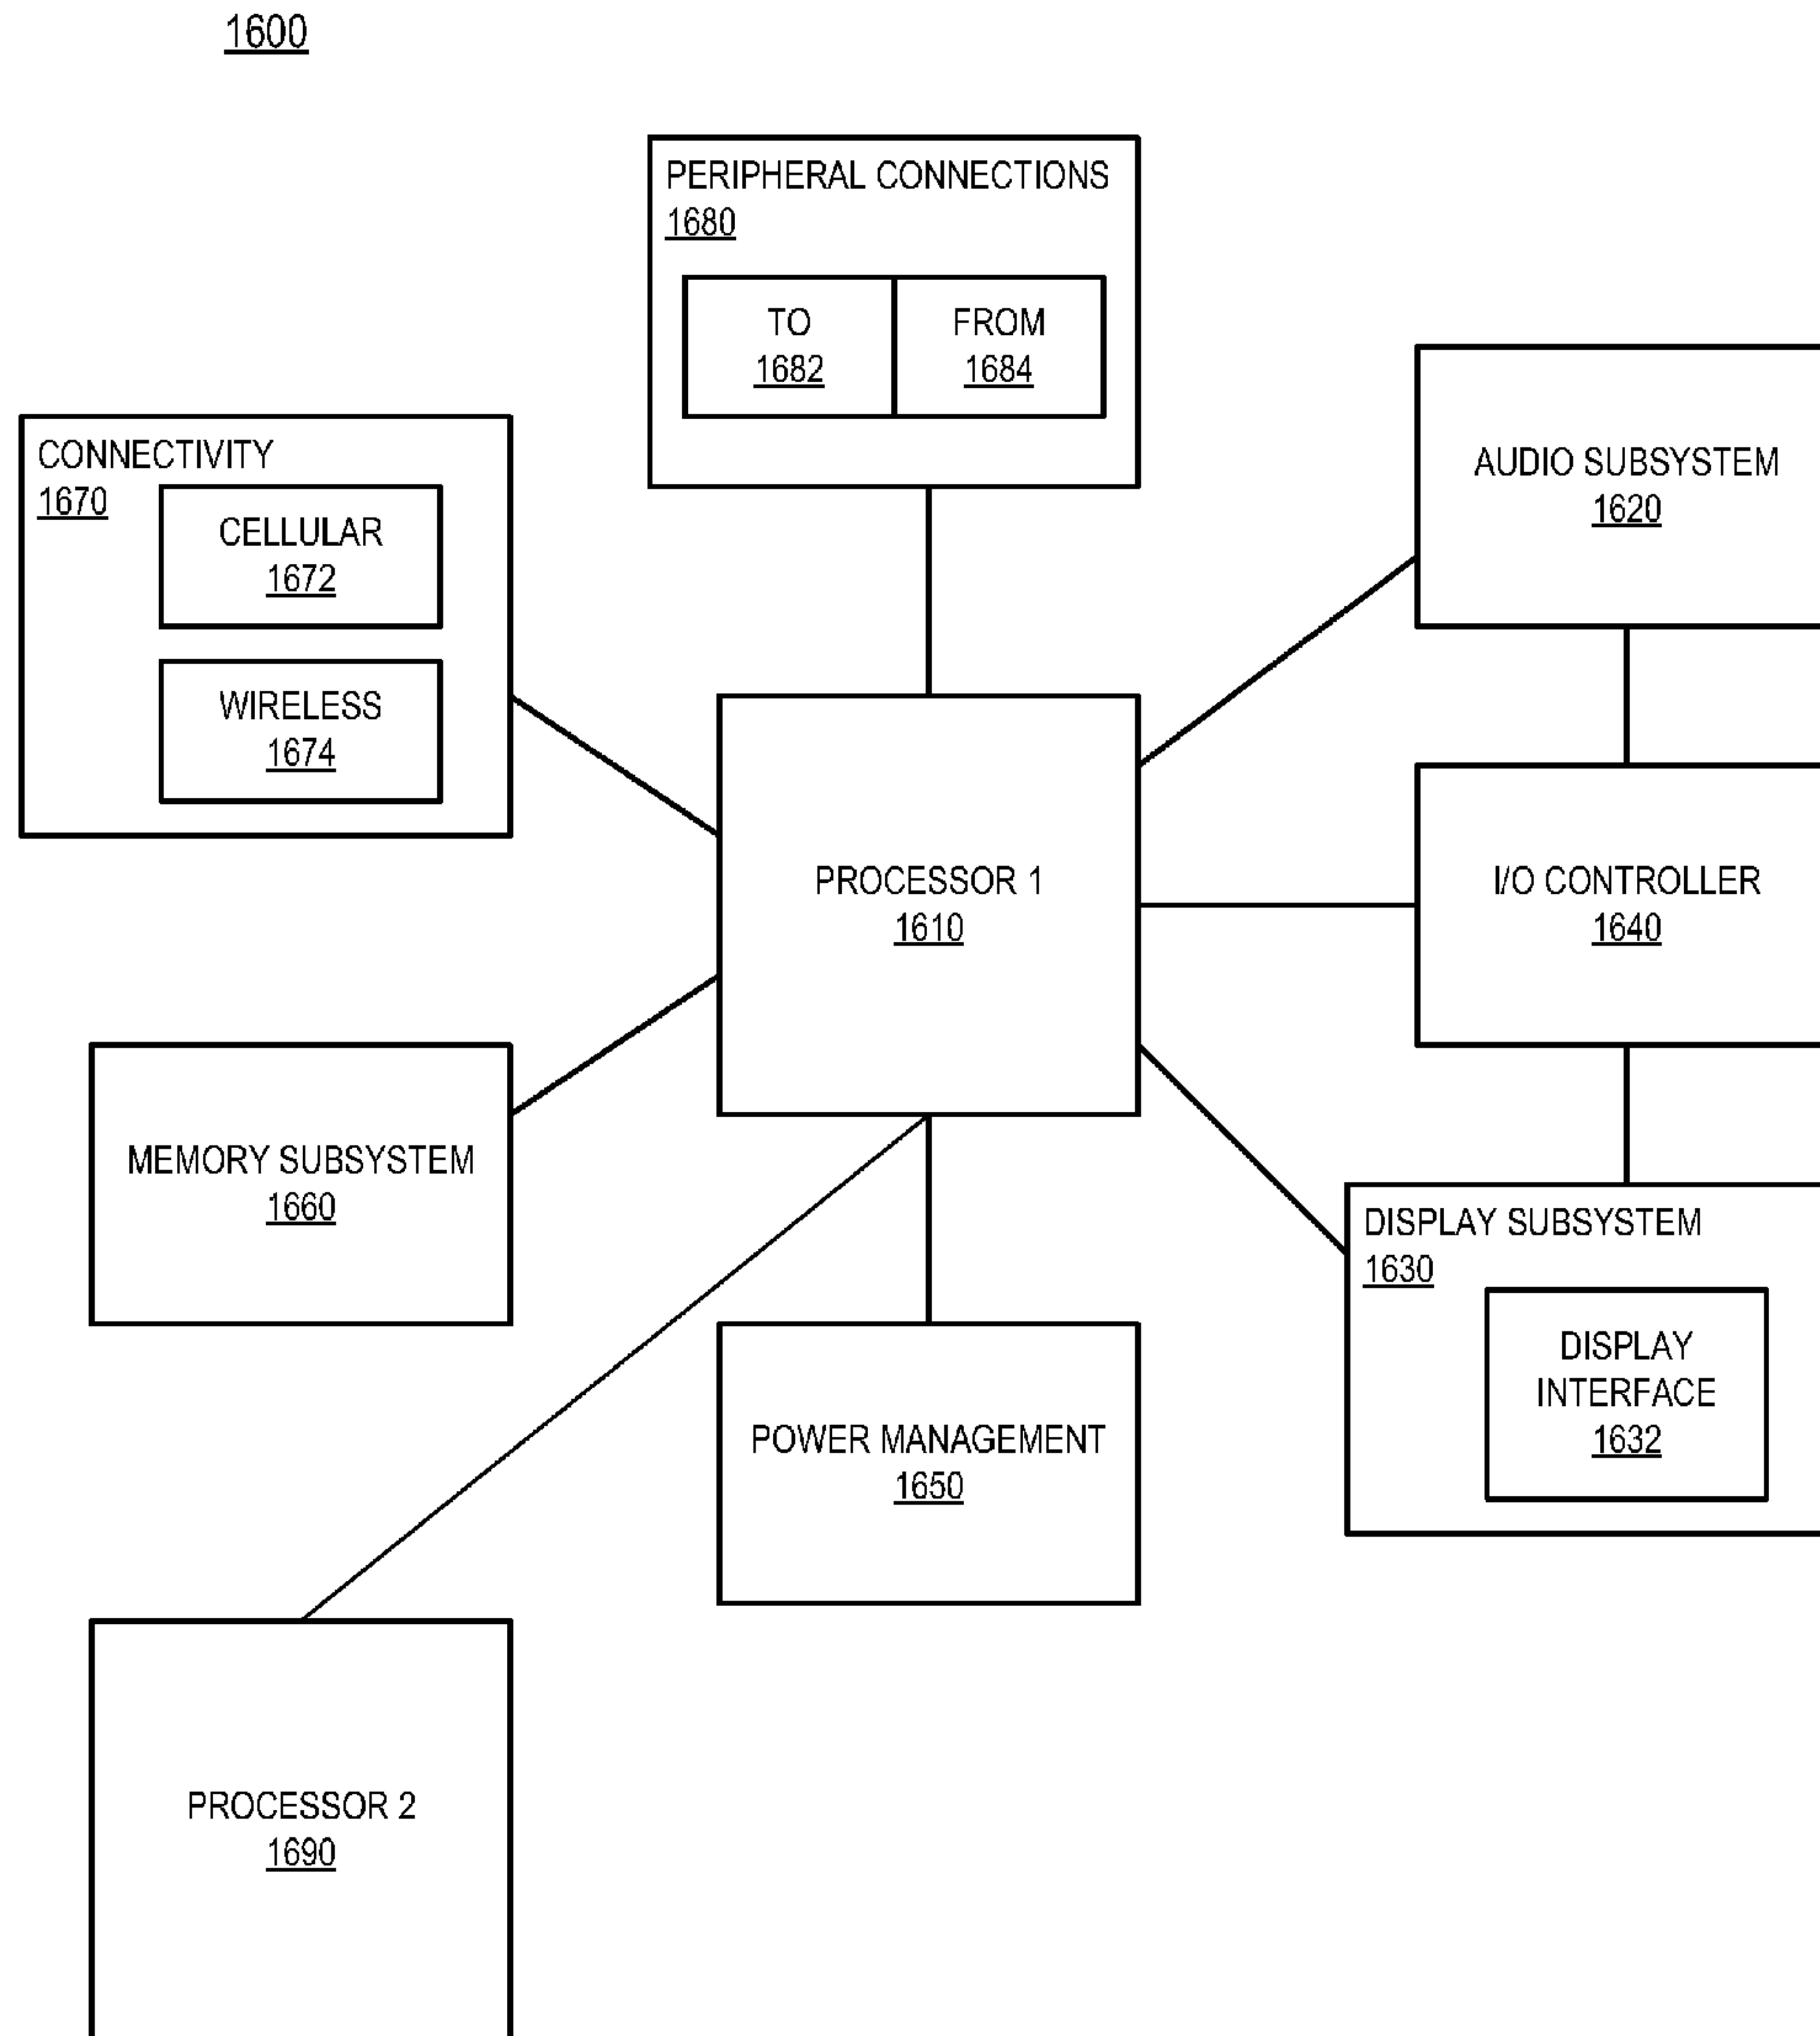 1600
PERIPHERAL CONNECTIONS
1680
TO
1682
FROM
1684
CONNECTIVITY
1670
CELLULAR
1672
WIRELESS
1674
AUDIO SUBSYSTEM
1620
PROCESSOR 1
1610
I/O CONTROLLER
1640
MEMORY SUBSYSTEM
1660
DISPLAY SUBSYSTEM
1630
DISPLAY
INTERFACE
1632
POWER MANAGEMENT
1650
PROCESSOR 2
1690